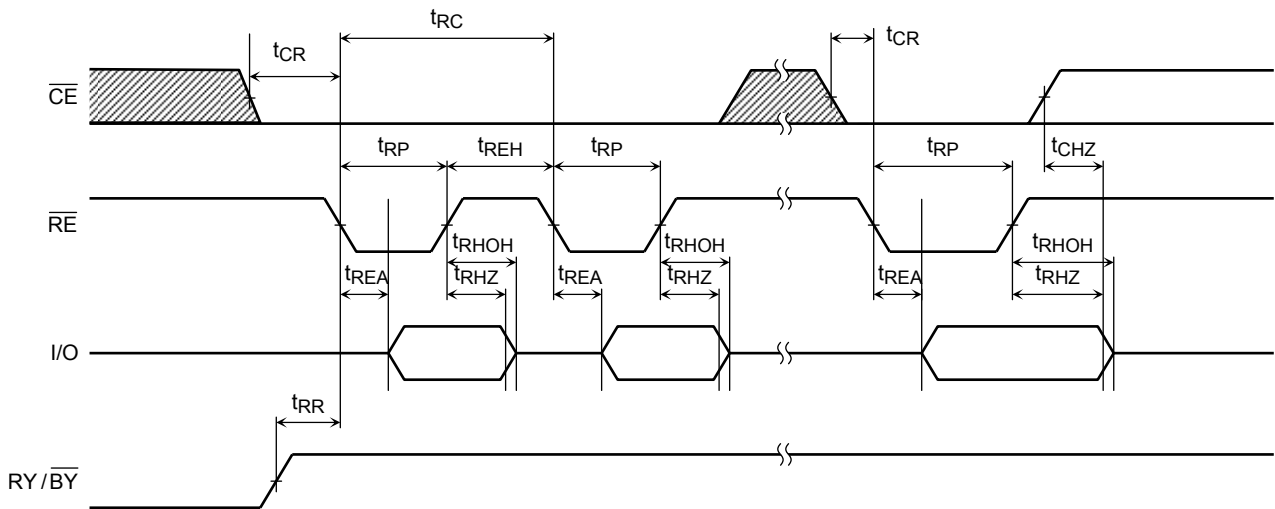 tRC
tCR
tCR
CE
tRP
tREH
tRP
tRP
tCHZ
RE
tRHOH
tRHOH
tRHOH
tREA
tRHZ
tREA
tRHZ
tREA
tRHZ
I/O
tRR
RY/BY